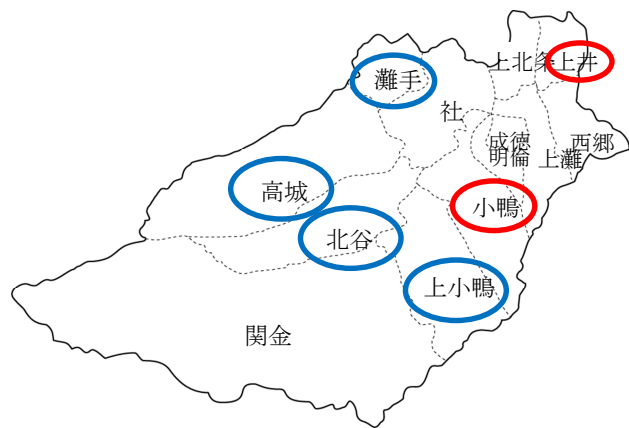 上北条
上井
灘手
社
成徳
明倫
西郷
上灘
高城
小鴨
北谷
上小鴨
関金